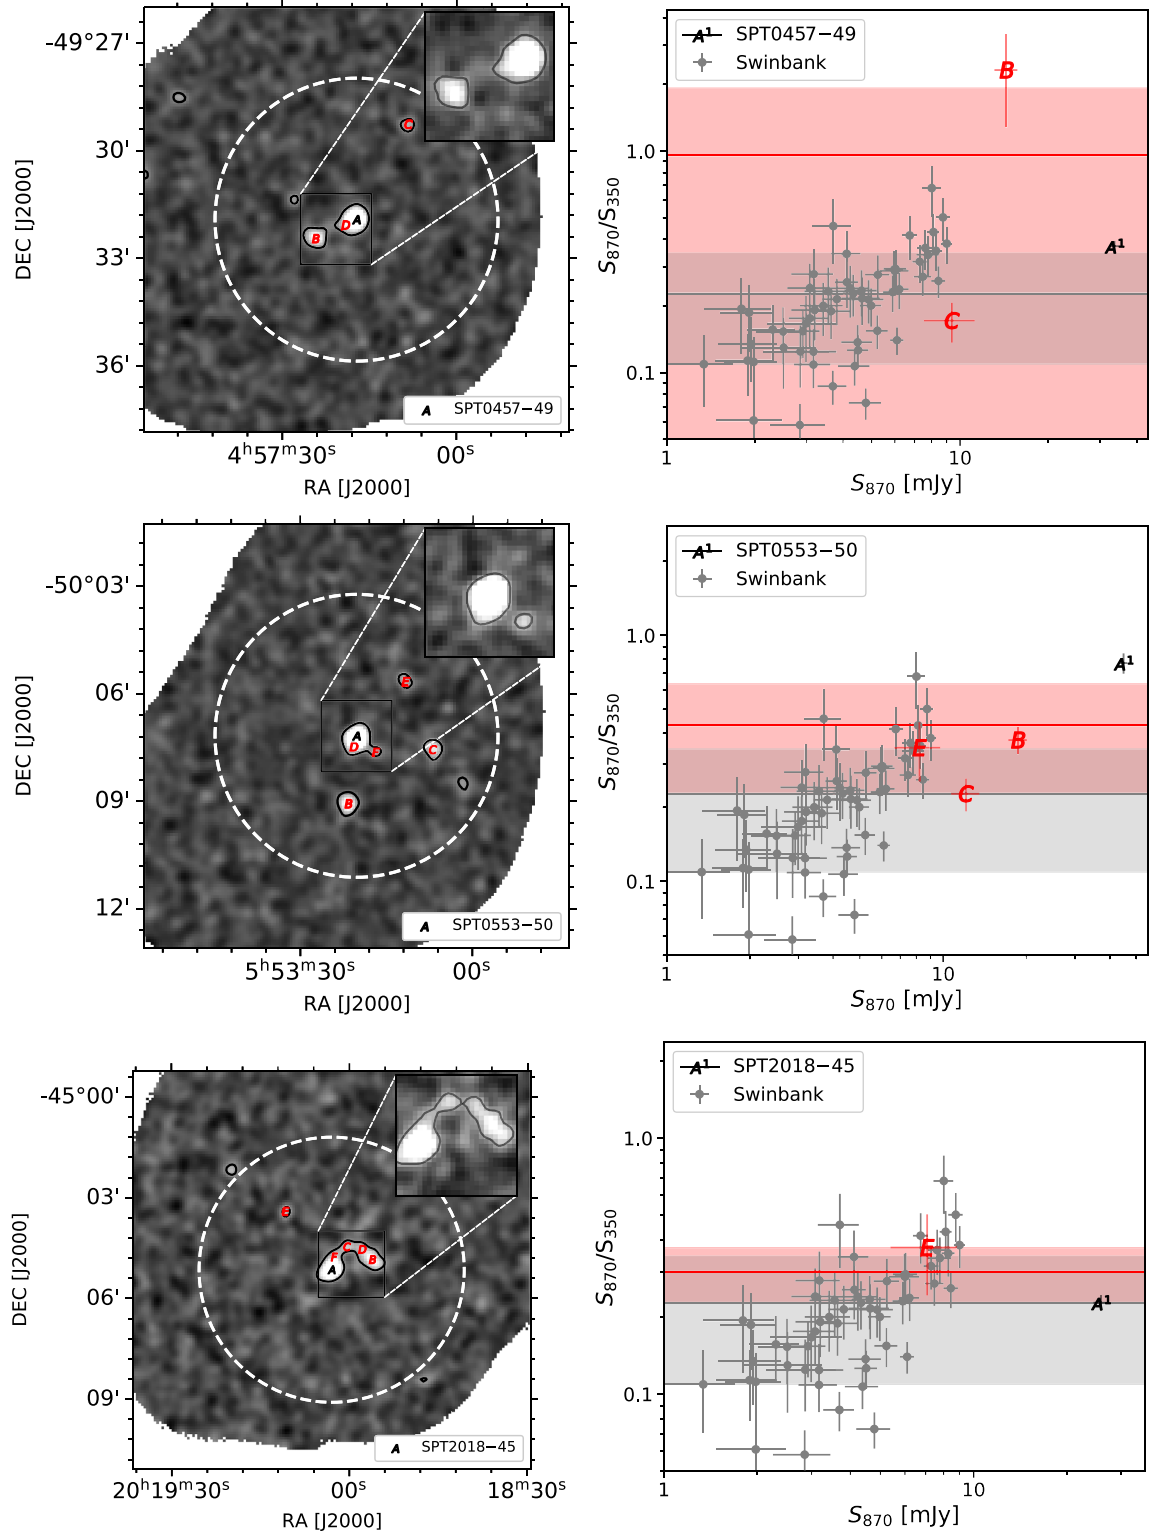 -49°27'
30'
33'
36'
DEC [J2000]
C
A
D
B
A SPT0457−49
4ʰ57ᵐ30ˢ 00ˢ
RA [J2000]
A¹ SPT0457−49
Swinbank
B
1.0
A¹
C
0.1
S₈₇₀/S₃₅₀
1 10
S₈₇₀ [mJy]
-50°03'
06'
09'
12'
DEC [J2000]
E
A
D
F
C
B
A SPT0553−50
5ʰ53ᵐ30ˢ 00ˢ
RA [J2000]
A¹ SPT0553−50
Swinbank
1.0
A¹
B
E
C
0.1
S₈₇₀/S₃₅₀
1 10
S₈₇₀ [mJy]
-45°00'
03'
06'
09'
DEC [J2000]
E
C
D
F
B
A
A SPT2018−45
20ʰ19ᵐ30ˢ 00ˢ 18ᵐ30ˢ
RA [J2000]
A¹ SPT2018−45
Swinbank
1.0
E
A¹
0.1
S₈₇₀/S₃₅₀
1 10
S₈₇₀ [mJy]